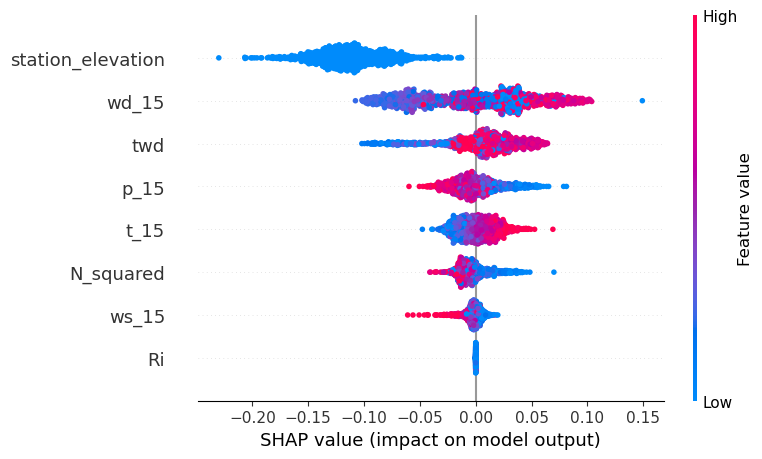 High
station_elevation
wd_15
twd
p_15
t_15
N_squared
ws_15
Ri
Feature value
Low
−0.20 −0.15 −0.10 −0.05 0.00 0.05 0.10 0.15
SHAP value (impact on model output)